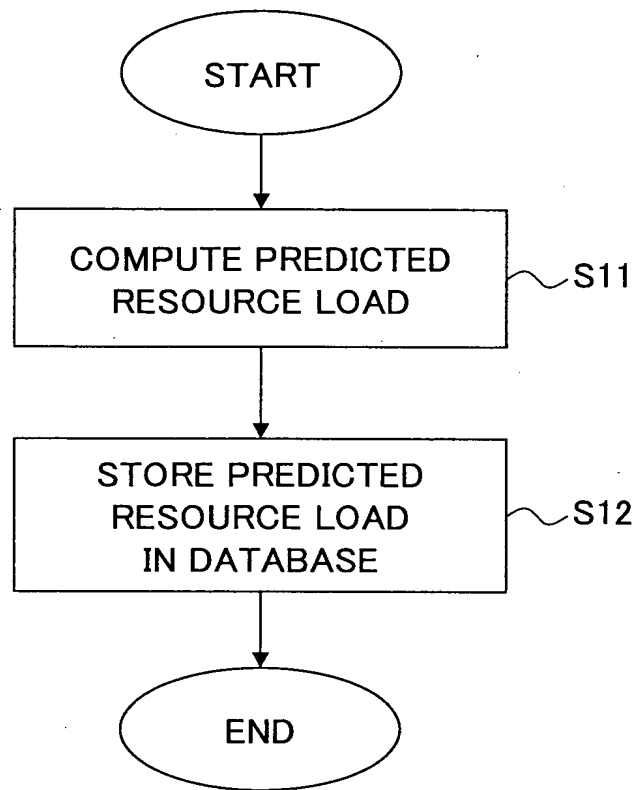 START
COMPUTE PREDICTED
RESOURCE LOAD
S11
STORE PREDICTED
RESOURCE LOAD
IN DATABASE
S12
END